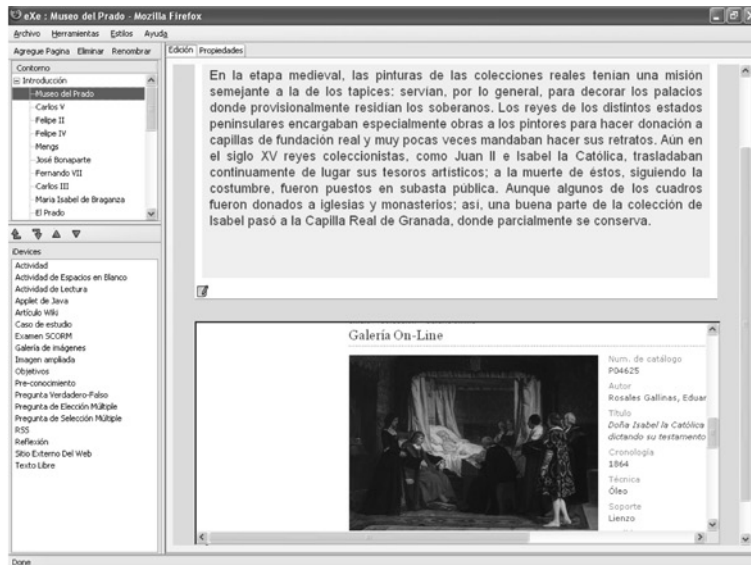 eXe : Museo del Prado - Mozilla Firefox
Archivo Herramientas Estilos Ayuda
Agregue Pagina Eliminar Renombrar
Contorno
Introducción
Museo del Prado
Carlos V
Felipe II
Felipe IV
Mengs
José Bonaparte
Fernando VII
Carlos III
Maria Isabel de Braganza
El Prado
iDevices
Actividad
Actividad de Espacios en Blanco
Actividad de Lectura
Applet de Java
Artículo Wiki
Caso de estudio
Examen SCORM
Galería de imágenes
Imagen ampliada
Objetivos
Pre-conocimiento
Pregunta Verdadero-Falso
Pregunta de Elección Múltiple
Pregunta de Selección Múltiple
RSS
Reflexión
Sitio Externo Del Web
Texto Libre
Edición Propiedades
En la etapa medieval, las pinturas de las colecciones reales tenían una misión
semejante a la de los tapices: servían, por lo general, para decorar los palacios
donde provisionalmente residían los soberanos. Los reyes de los distintos estados
peninsulares encargaban especialmente obras a los pintores para hacer donación a
capillas de fundación real y muy pocas veces mandaban hacer sus retratos. Aún en
el siglo XV reyes coleccionistas, como Juan II e Isabel la Católica, trasladaban
continuamente de lugar sus tesoros artísticos; a la muerte de éstos, siguiendo la
costumbre, fueron puestos en subasta pública. Aunque algunos de los cuadros
fueron donados a iglesias y monasterios; así, una buena parte de la colección de
Isabel pasó a la Capilla Real de Granada, donde parcialmente se conserva.
Galería On-Line
Num. de catálogo
P04625
Autor
Rosales Gallinas, Eduar
Título
Doña Isabel la Católica
dictando su testamento
Cronología
1864
Técnica
Óleo
Soporte
Lienzo
Done